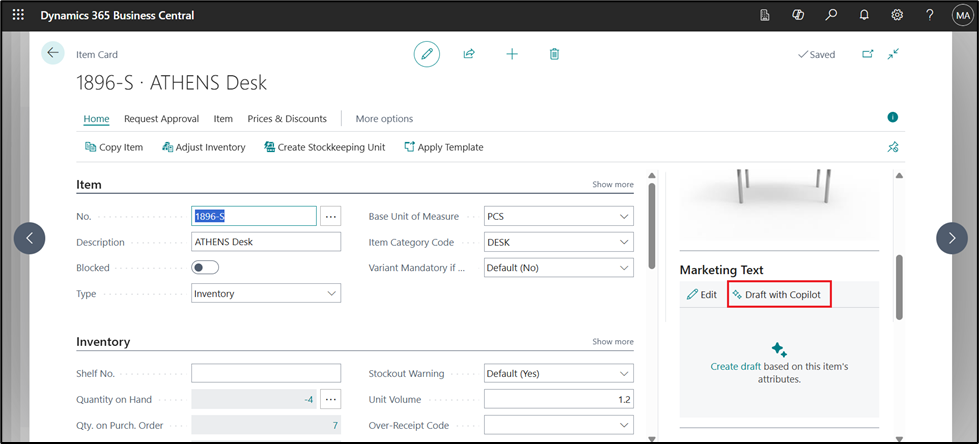 Dynamics 365 Business Central
MA
Item Card
Saved
1896-S · ATHENS Desk
Home Request Approval Item Prices & Discounts More options
Copy Item Adjust Inventory Create Stockkeeping Unit Apply Template
Item Show more
No. 1896-S Base Unit of Measure PCS
Description ATHENS Desk Item Category Code DESK
Blocked Variant Mandatory if ... Default (No)
Type Inventory
Inventory Show more
Shelf No. Stockout Warning Default (Yes)
Quantity on Hand -4 Unit Volume 1.2
Qty. on Purch. Order 7 Over-Receipt Code
Marketing Text
Edit Draft with Copilot
Create draft based on this item's
attributes.